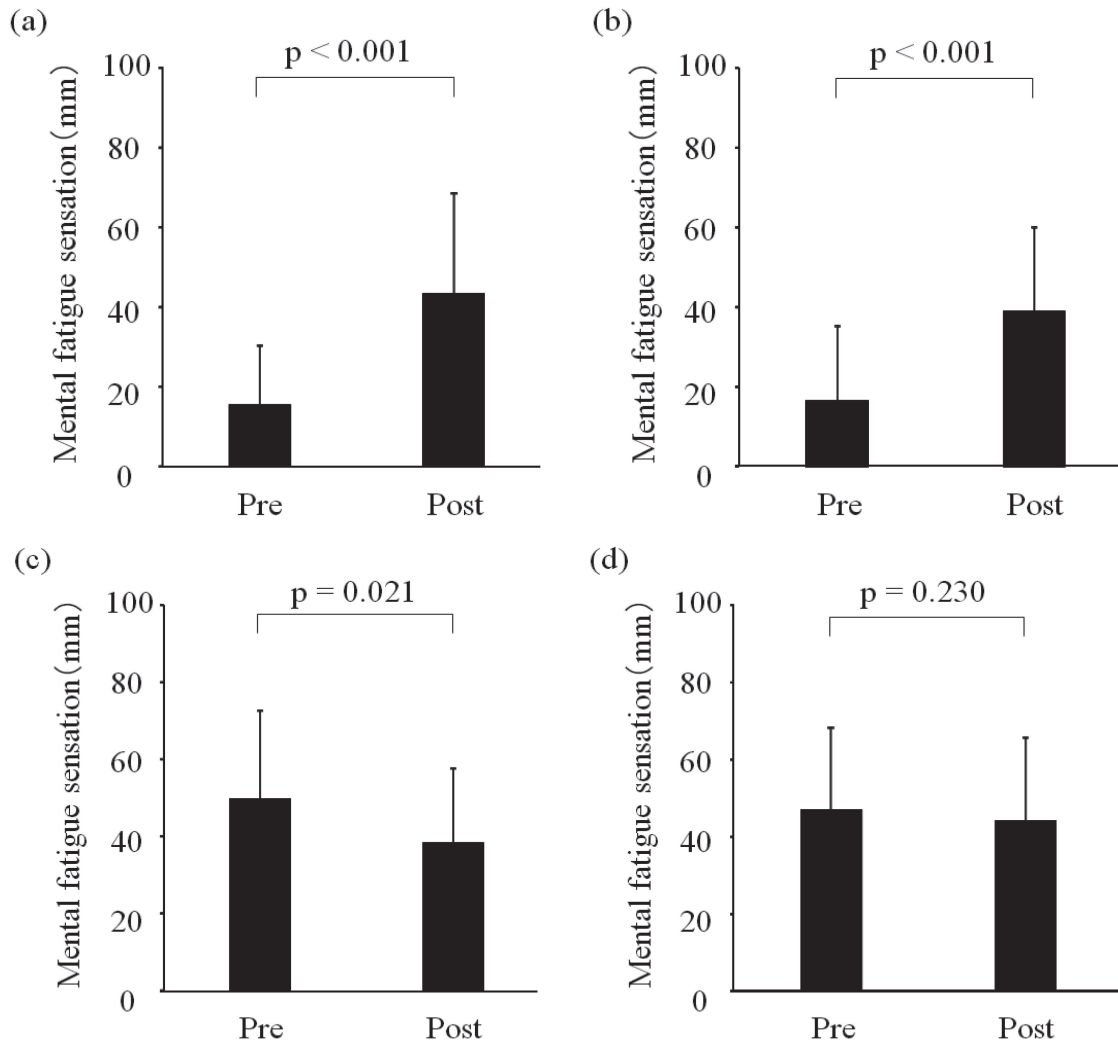 (a)
p < 0.001
Mental fatigue sensation(mm)
100
80
60
40
20
0
Pre Post
(b)
p < 0.001
Mental fatigue sensation(mm)
100
80
60
40
20
0
Pre Post
(c)
p = 0.021
Mental fatigue sensation(mm)
100
80
60
40
20
0
Pre Post
(d)
p = 0.230
Mental fatigue sensation(mm)
100
80
60
40
20
0
Pre Post